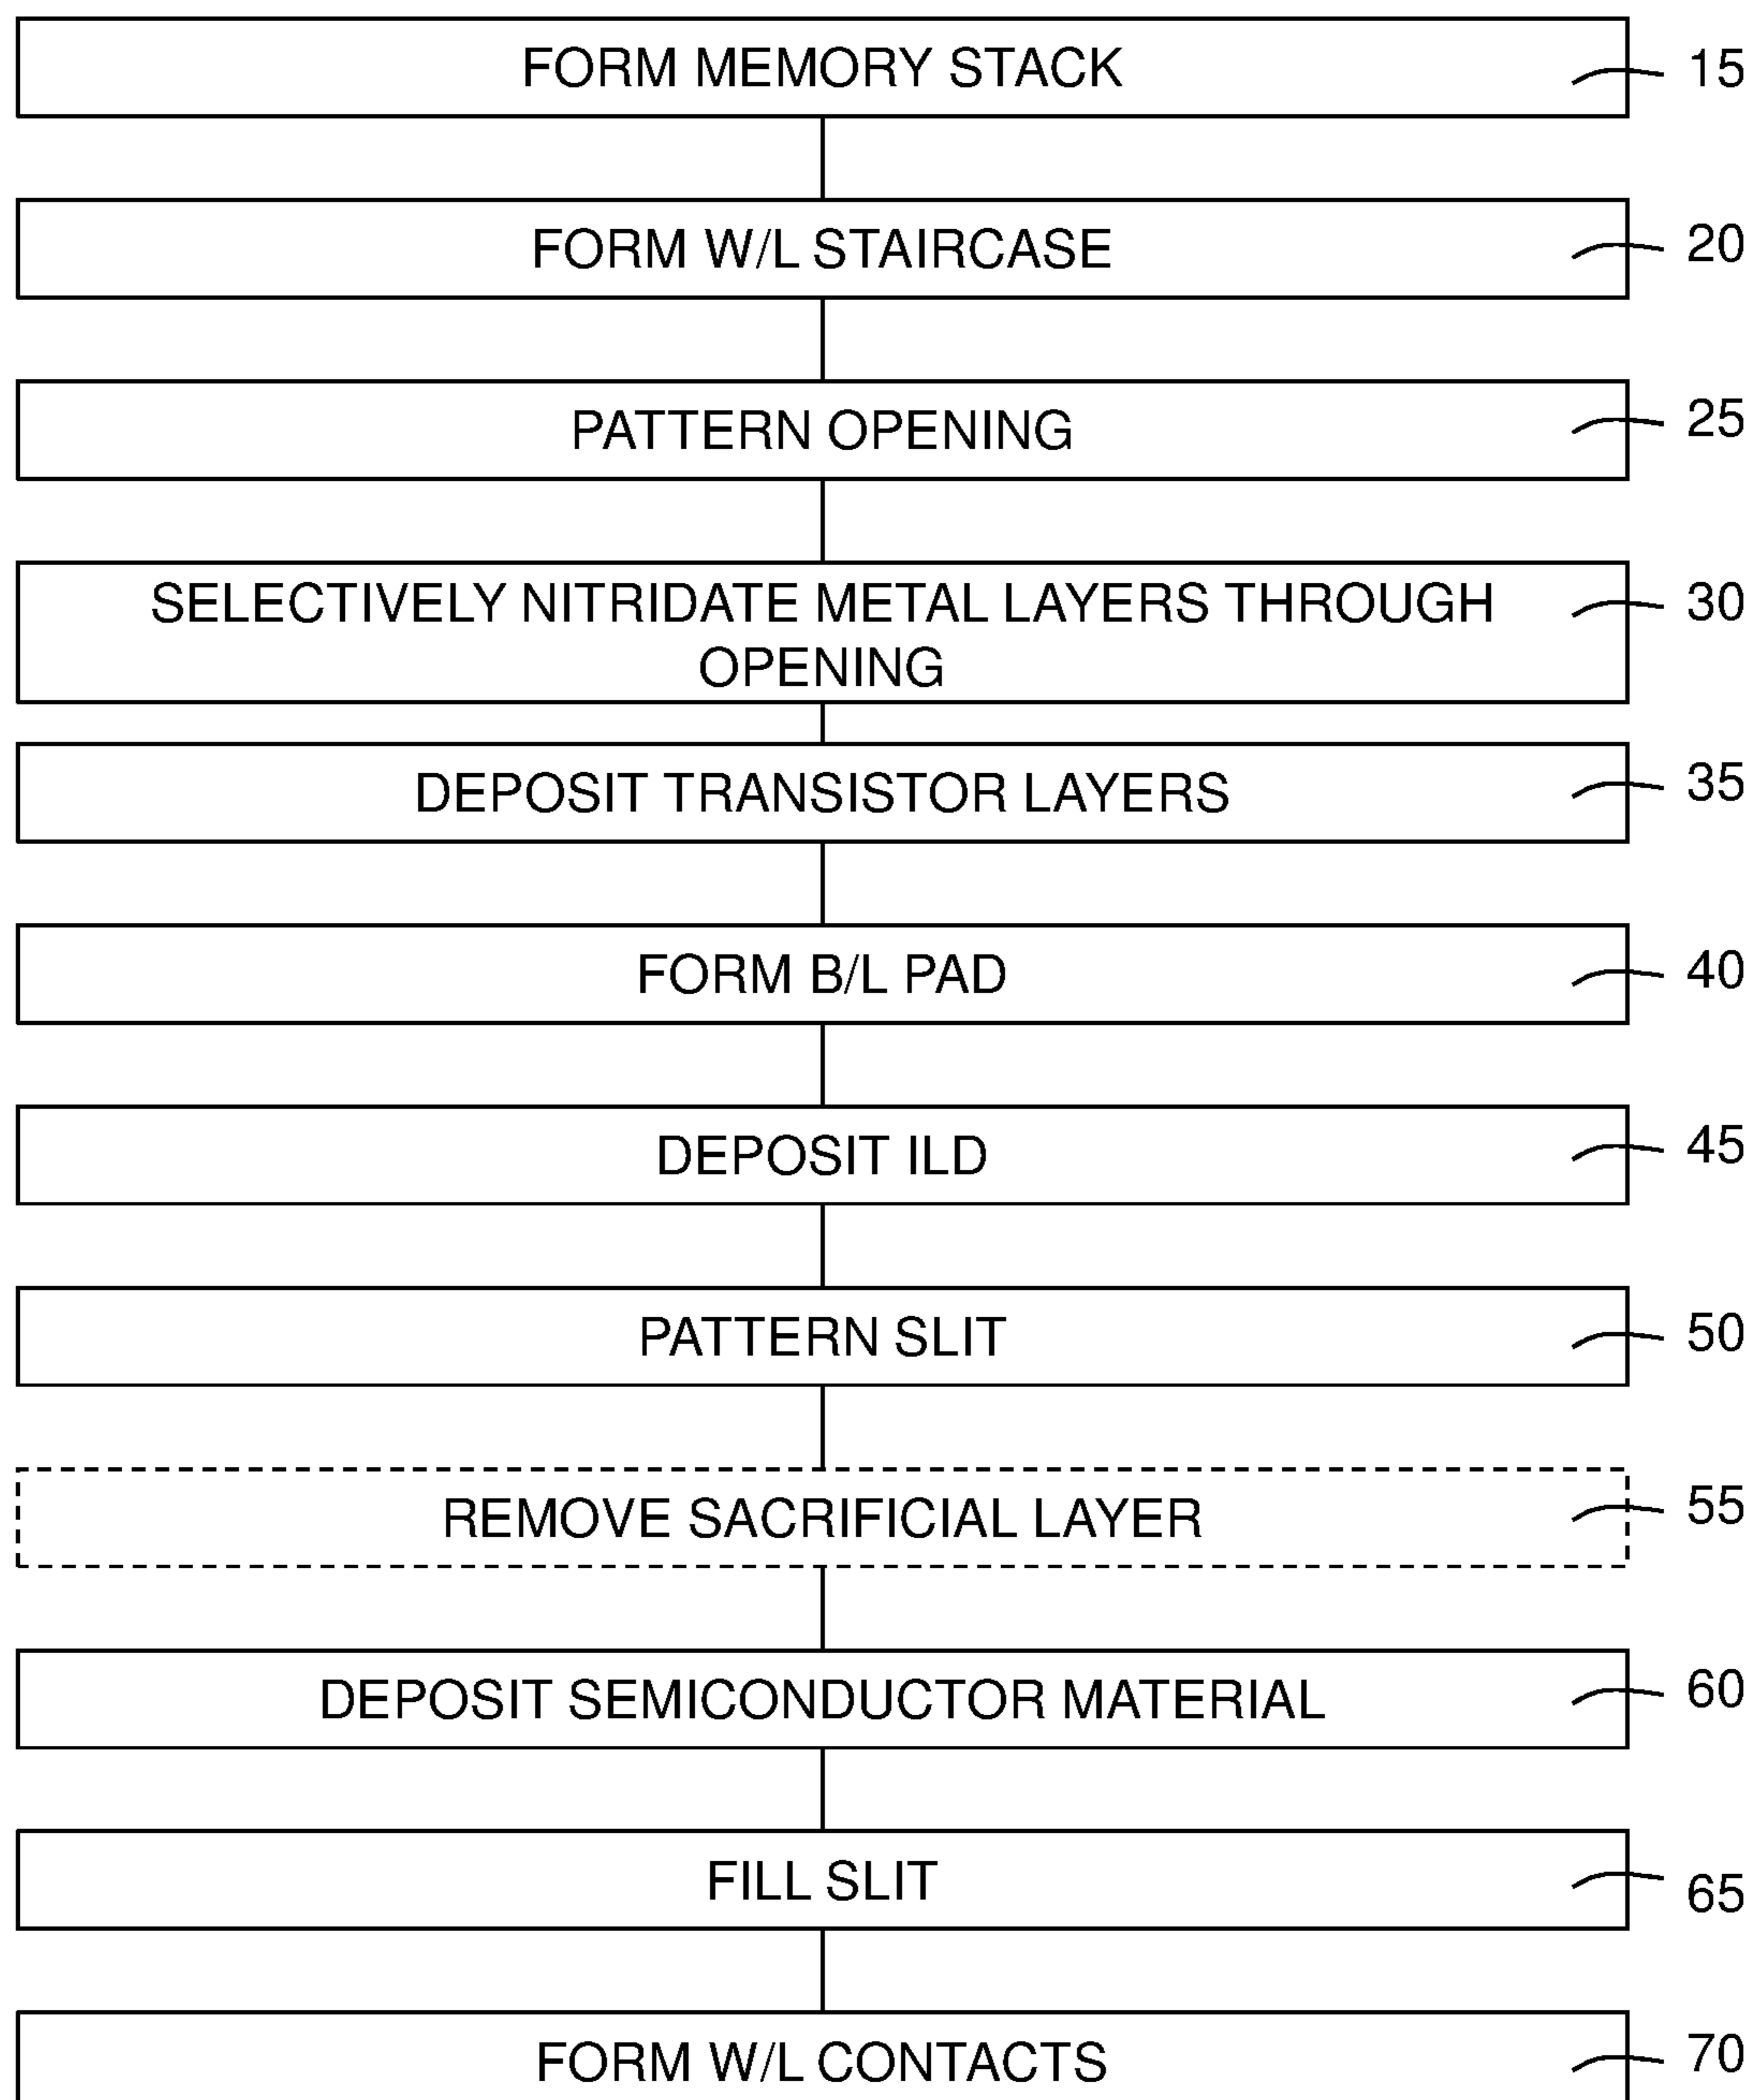 FORM MEMORY STACK 15
FORM W/L STAIRCASE 20
PATTERN OPENING 25
SELECTIVELY NITRIDATE METAL LAYERS THROUGH 30
OPENING
DEPOSIT TRANSISTOR LAYERS 35
FORM B/L PAD 40
DEPOSIT ILD 45
PATTERN SLIT 50
REMOVE SACRIFICIAL LAYER 55
DEPOSIT SEMICONDUCTOR MATERIAL 60
FILL SLIT 65
FORM W/L CONTACTS 70